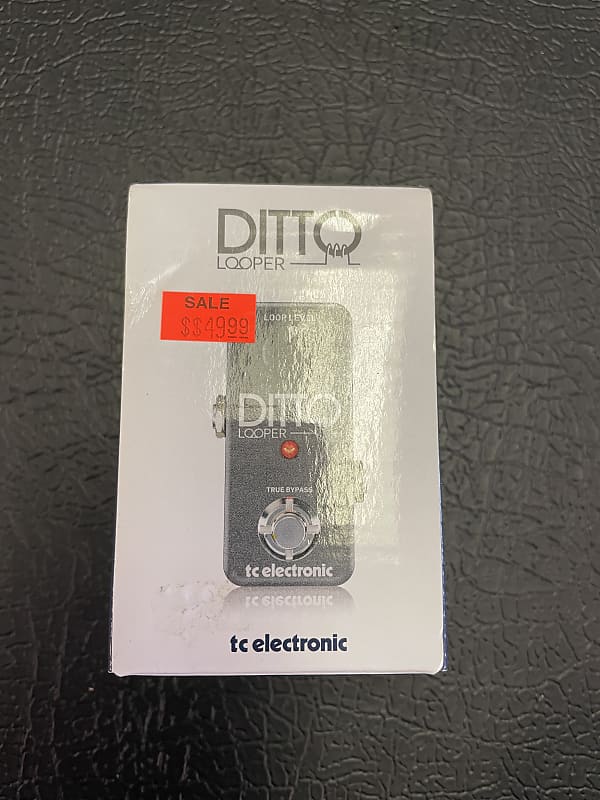 DITTO
LOOPER
SALE
$$49.99
LOOP LEVEL
DITTO
LOOPER
TRUE BYPASS
tc electronic
tc electronic
tc electronic